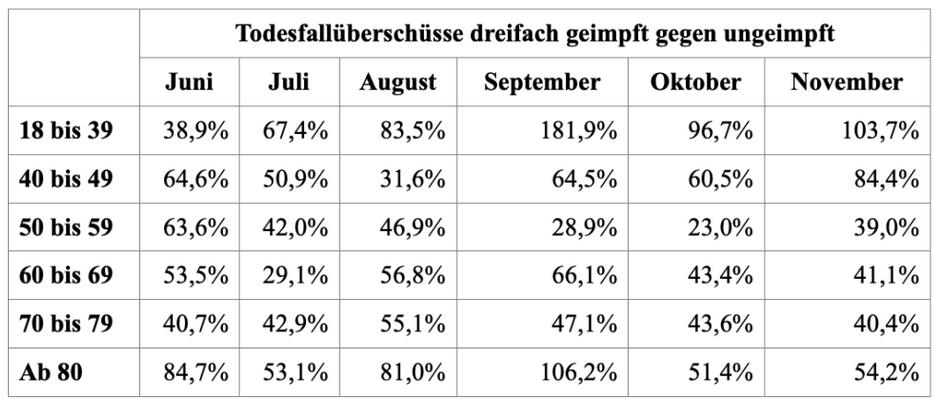 Todesfallüberschüsse dreifach geimpft gegen ungeimpft
Juni Juli August September Oktober November
18 bis 39 38,9% 67,4% 83,5% 181,9% 96,7% 103,7%
40 bis 49 64,6% 50,9% 31,6% 64,5% 60,5% 84,4%
50 bis 59 63,6% 42,0% 46,9% 28,9% 23,0% 39,0%
60 bis 69 53,5% 29,1% 56,8% 66,1% 43,4% 41,1%
70 bis 79 40,7% 42,9% 55,1% 47,1% 43,6% 40,4%
Ab 80 84,7% 53,1% 81,0% 106,2% 51,4% 54,2%